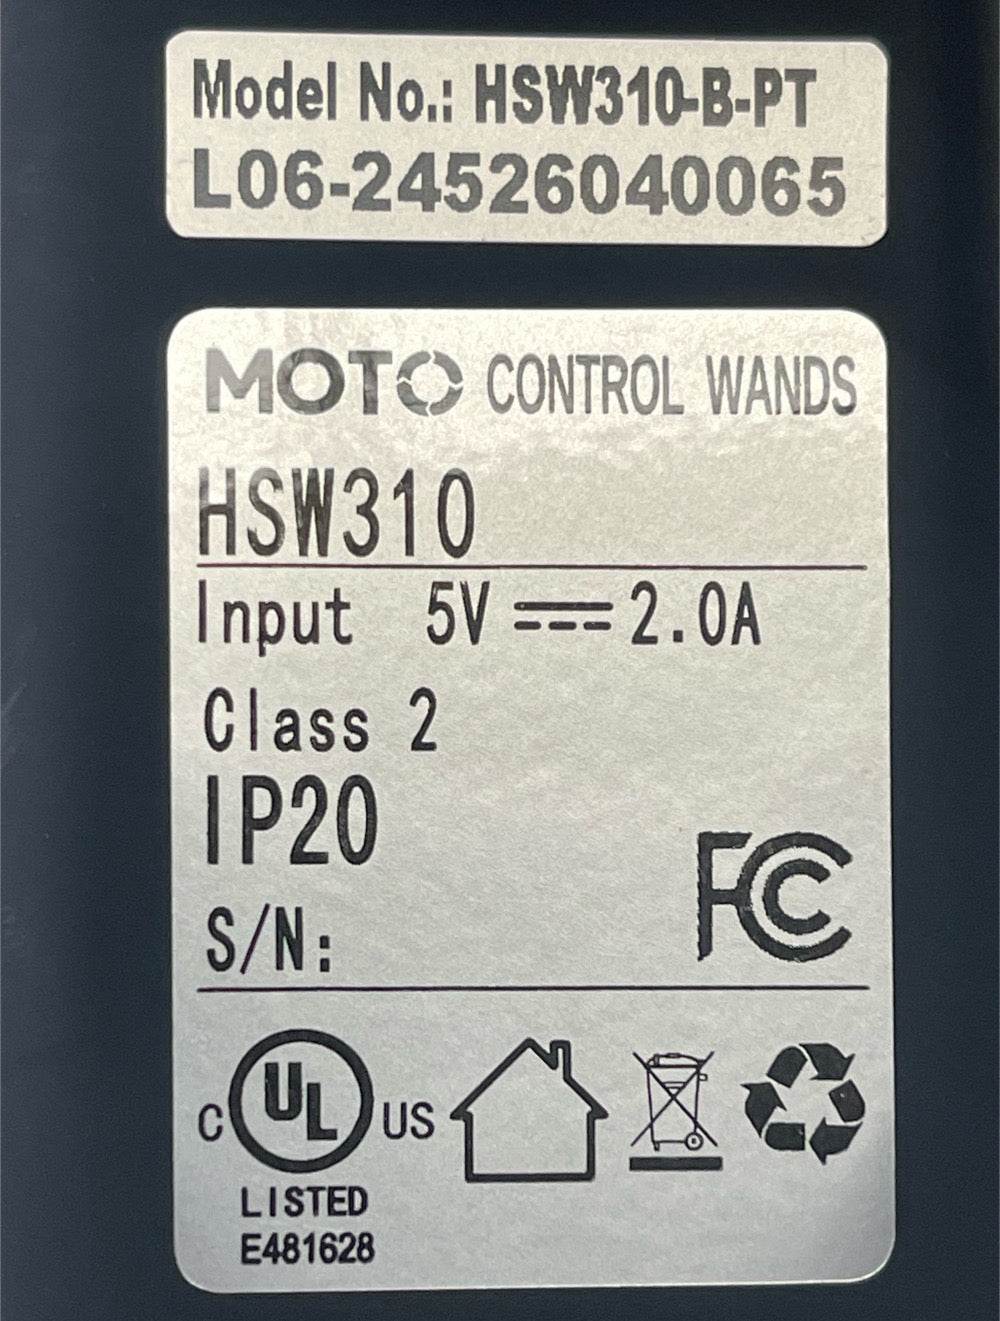 Model No.: HSW310-B-PT
L06-24526040065
MOTO CONTROL WANDS
HSW310
Input 5V ⎓ 2.0A
Class 2
IP20
S/N:
FC
C UL US
LISTED
E481628